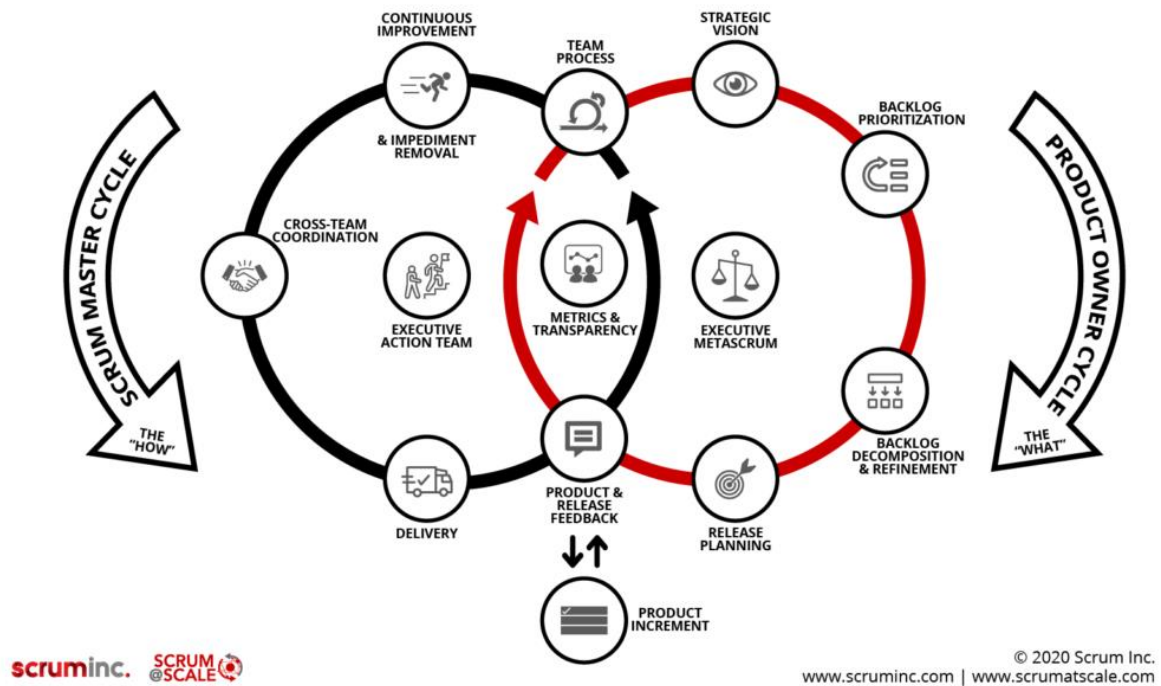 CONTINUOUS
IMPROVEMENT
& IMPEDIMENT
REMOVAL
TEAM
PROCESS
STRATEGIC
VISION
BACKLOG
PRIORITIZATION
SCRUM MASTER CYCLE
THE
"HOW"
PRODUCT OWNER CYCLE
THE
"WHAT"
CROSS-TEAM
COORDINATION
EXECUTIVE
ACTION TEAM
METRICS &
TRANSPARENCY
EXECUTIVE
METASCRUM
BACKLOG
DECOMPOSITION
& REFINEMENT
DELIVERY
PRODUCT &
RELEASE
FEEDBACK
RELEASE
PLANNING
PRODUCT
INCREMENT
scruminc.
SCRUM
@SCALE
© 2020 Scrum Inc.
www.scruminc.com | www.scrumatscale.com